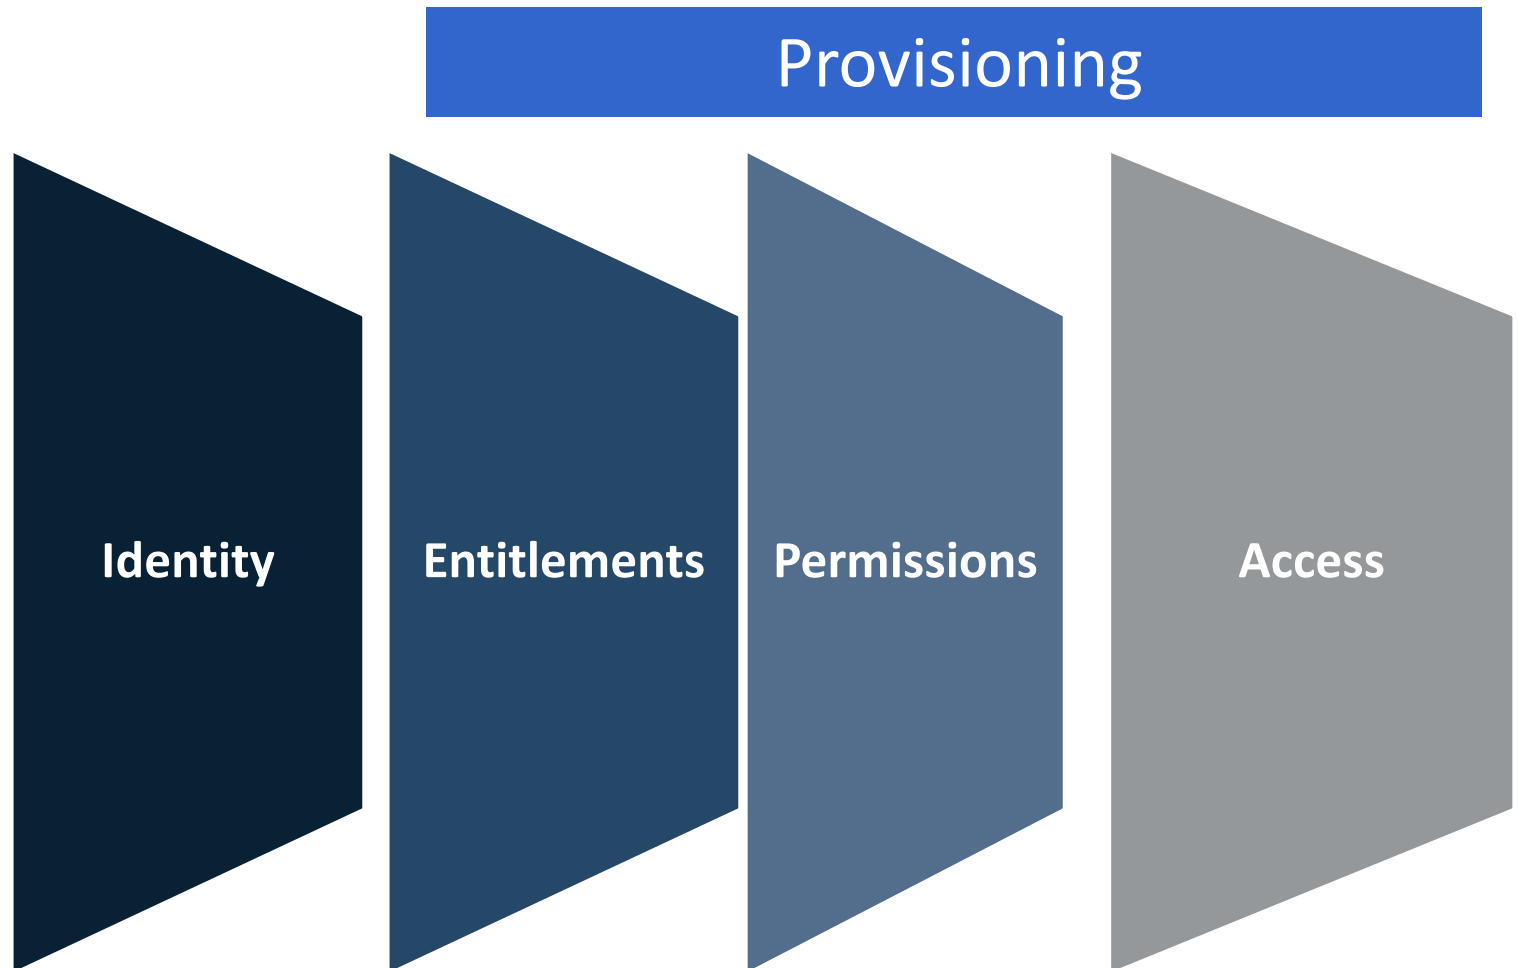 Provisioning
Identity
Entitlements
Permissions
Access